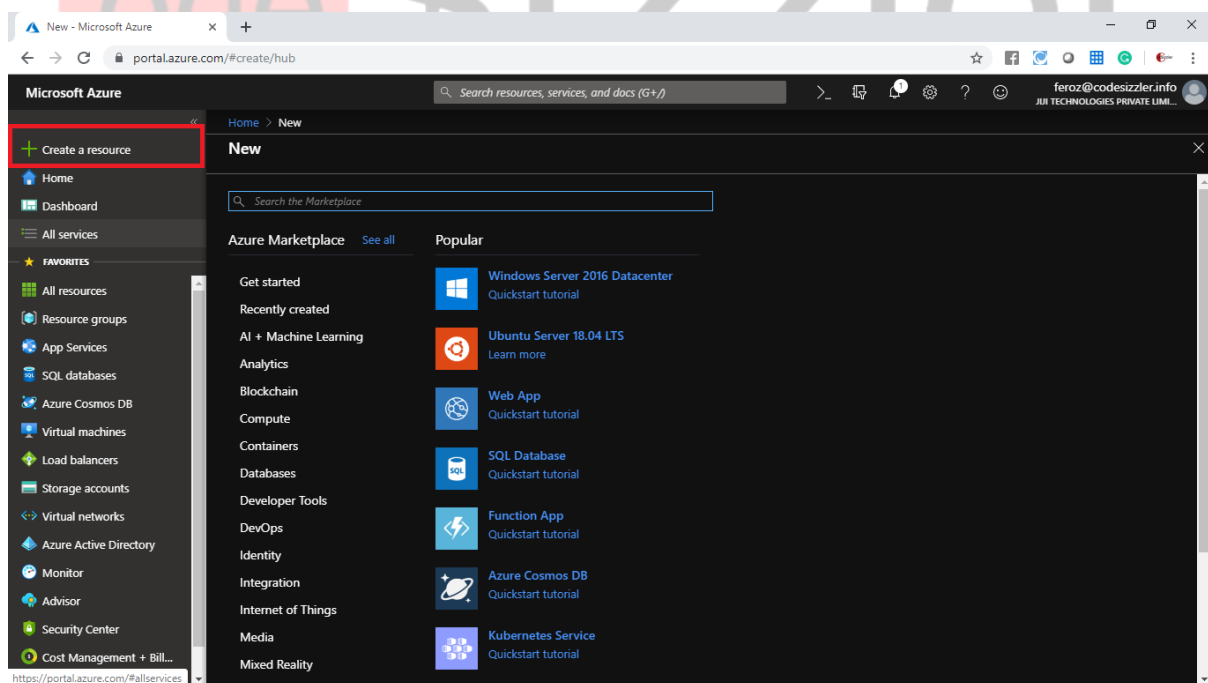 New - Microsoft Azure
portal.azure.com/#create/hub
Microsoft Azure
Search resources, services, and docs (G+/)
>_
1
?
feroz@codesizzler.info
JIJI TECHNOLOGIES PRIVATE LIMI...
«
Home > New
Create a resource
New
Home
Dashboard
Search the Marketplace
All services
Azure Marketplace See all Popular
FAVORITES
All resources
Resource groups
App Services
SQL databases
Azure Cosmos DB
Virtual machines
Load balancers
Storage accounts
Virtual networks
Azure Active Directory
Monitor
Advisor
Security Center
Cost Management + Bill...
https://portal.azure.com/#allservices
Get started
Recently created
AI + Machine Learning
Analytics
Blockchain
Compute
Containers
Databases
Developer Tools
DevOps
Identity
Integration
Internet of Things
Media
Mixed Reality
Windows Server 2016 Datacenter
Quickstart tutorial
Ubuntu Server 18.04 LTS
Learn more
Web App
Quickstart tutorial
SQL
SQL Database
Quickstart tutorial
Function App
Quickstart tutorial
Azure Cosmos DB
Quickstart tutorial
Kubernetes Service
Quickstart tutorial